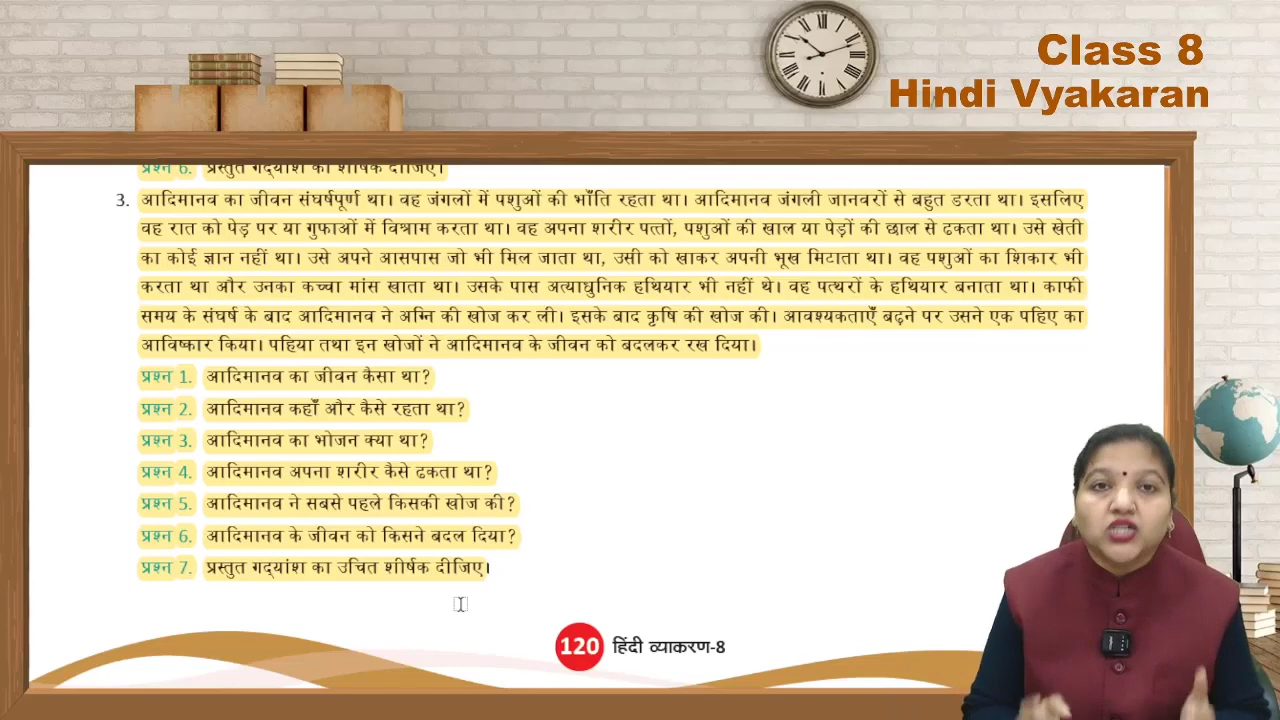 Class 8
Hindi Vyakaran
प्रश्न 6. प्रस्तुत गद्यांश का शीर्षक दीजिए।
3. आदिमानव का जीवन संघर्षपूर्ण था। वह जंगलों में पशुओं की भाँति रहता था। आदिमानव जंगली जानवरों से बहुत डरता था। इसलिए
वह रात को पेड़ पर या गुफाओं में विश्राम करता था। वह अपना शरीर पत्तों, पशुओं की खाल या पेड़ों की छाल से ढकता था। उसे खेती
का कोई ज्ञान नहीं था। उसे अपने आसपास जो भी मिल जाता था, उसी को खाकर अपनी भूख मिटाता था। वह पशुओं का शिकार भी
करता था और उनका कच्चा मांस खाता था। उसके पास अत्याधुनिक हथियार भी नहीं थे। वह पत्थरों के हथियार बनाता था। काफी
समय के संघर्ष के बाद आदिमानव ने अग्नि की खोज कर ली। इसके बाद कृषि की खोज की। आवश्यकताएँ बढ़ने पर उसने एक पहिए का
आविष्कार किया। पहिया तथा इन खोजों ने आदिमानव के जीवन को बदलकर रख दिया।
प्रश्न 1. आदिमानव का जीवन कैसा था?
प्रश्न 2. आदिमानव कहाँ और कैसे रहता था?
प्रश्न 3. आदिमानव का भोजन क्या था?
प्रश्न 4. आदिमानव अपना शरीर कैसे ढकता था?
प्रश्न 5. आदिमानव ने सबसे पहले किसकी खोज की?
प्रश्न 6. आदिमानव के जीवन को किसने बदल दिया?
प्रश्न 7. प्रस्तुत गद्यांश का उचित शीर्षक दीजिए।
120 हिंदी व्याकरण-8